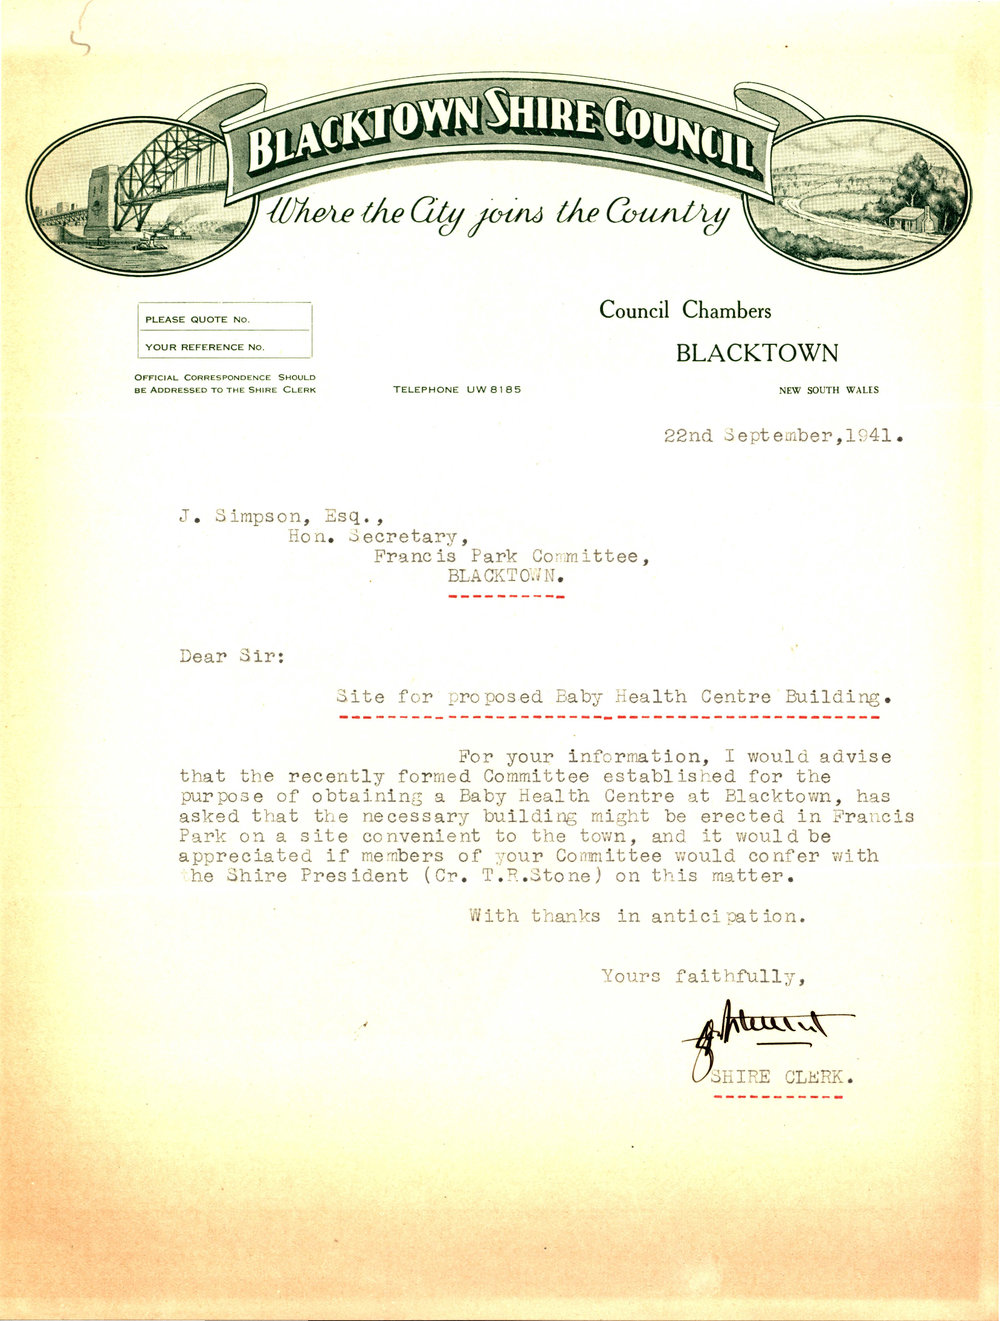 BLACKTOWN SHIRE COUNCIL
Where the City joins the Country
PLEASE QUOTE No.
YOUR REFERENCE No.
OFFICIAL CORRESPONDENCE SHOULD
BE ADDRESSED TO THE SHIRE CLERK
TELEPHONE UW 8185
Council Chambers
BLACKTOWN
NEW SOUTH WALES
22nd September,1941.
J. Simpson, Esq.,
Hon. Secretary,
Francis Park Committee,
BLACKTOWN.
Dear Sir:
Site for proposed Baby Health Centre Building.
For your information, I would advise
that the recently formed Committee established for the
purpose of obtaining a Baby Health Centre at Blacktown, has
asked that the necessary building might be erected in Francis
Park on a site convenient to the town, and it would be
appreciated if members of your Committee would confer with
the Shire President (Cr. T.R.Stone) on this matter.
With thanks in anticipation.
Yours faithfully,
SHIRE CLERK.